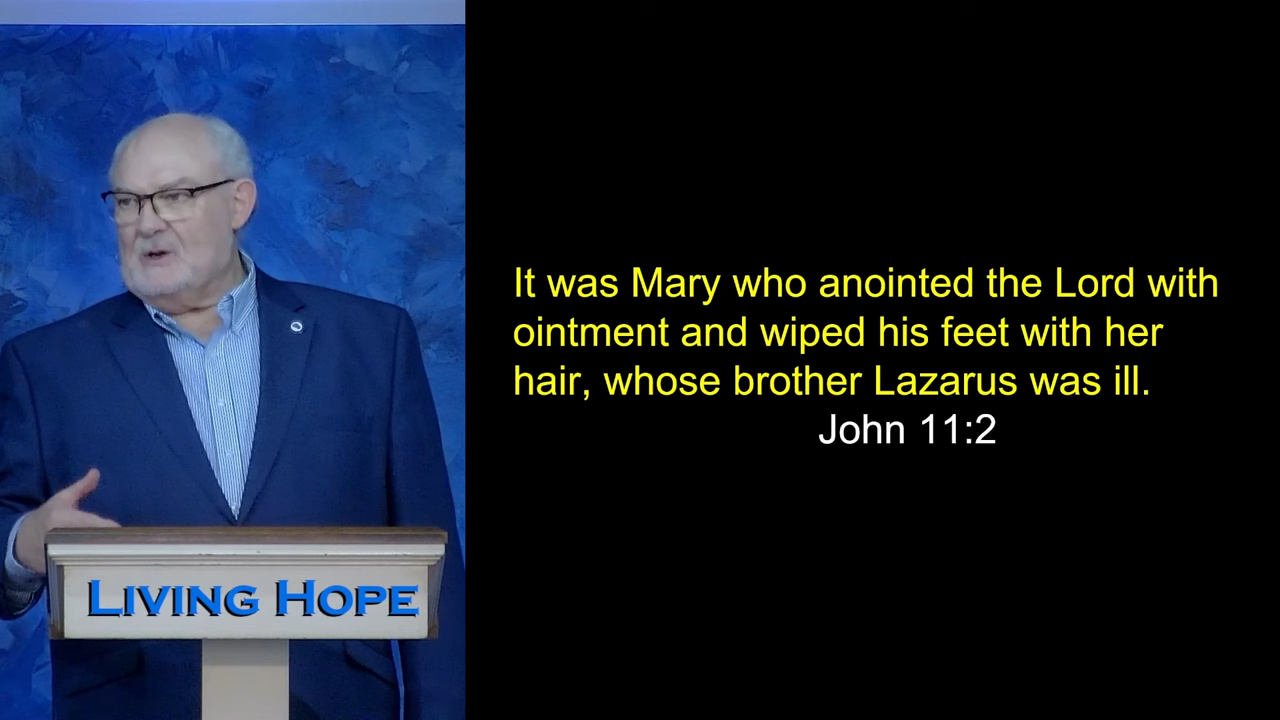 It was Mary who anointed the Lord with
ointment and wiped his feet with her
hair, whose brother Lazarus was ill.
John 11:2
LIVING HOPE